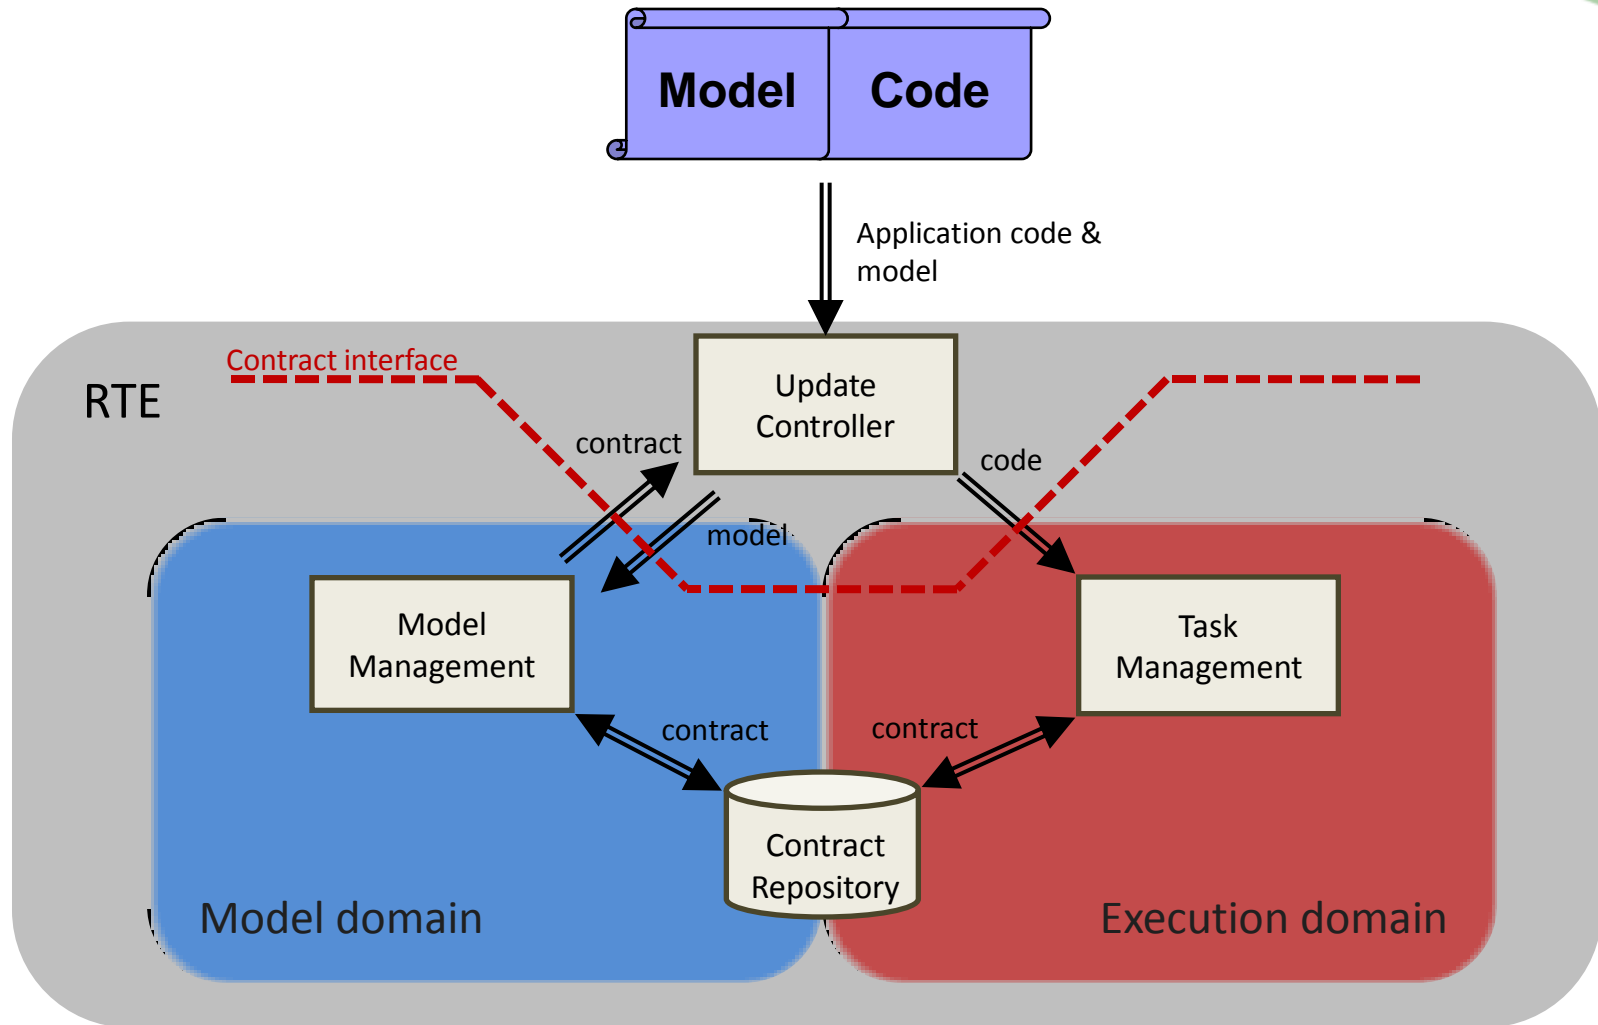 Model Code
Application code &
model
Contract interface
RTE
Update
Controller
contract
code
model
Model
Management
Task
Management
contract
contract
Contract
Repository
Model domain
Execution domain